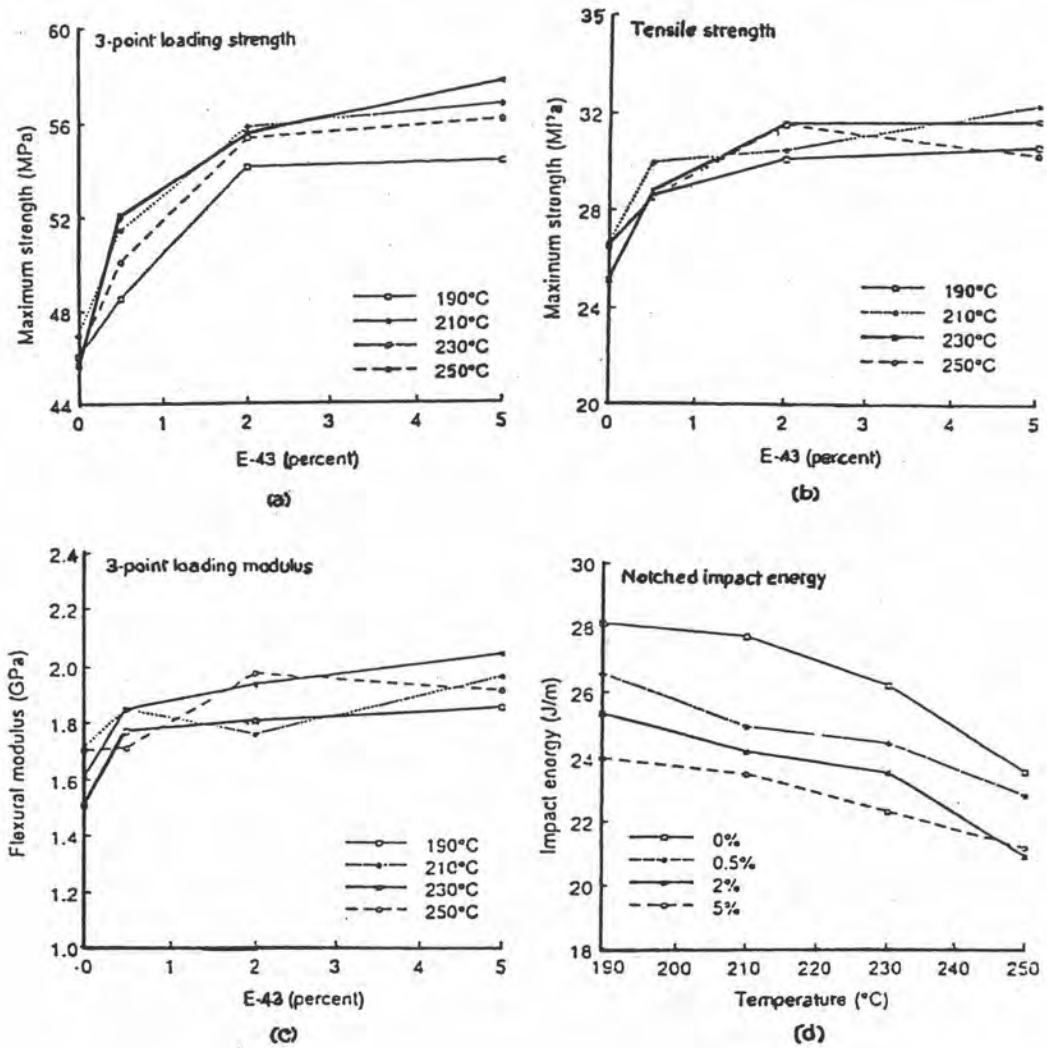 3-point loading strength
Maximum strength (MPa)
60
56
52
48
44
0 1 2 3 4 5
190°C
210°C
230°C
250°C
E-43 (percent)
(a)
Tensile strength
Maximum strength (MPa)
35
32
28
24
20
0 1 2 3 4 5
190°C
210°C
230°C
250°C
E-43 (percent)
(b)
3-point loading modulus
Flexural modulus (GPa)
2.4
2.2
2.0
1.8
1.6
1.4
1.2
1.0
-0 1 2 3 4 5
190°C
210°C
230°C
250°C
E-43 (percent)
(c)
Notched impact energy
Impact energy (J/m)
30
28
26
24
22
20
18
190 200 210 220 230 240 250
0%
0.5%
2%
5%
Temperature (°C)
(d)